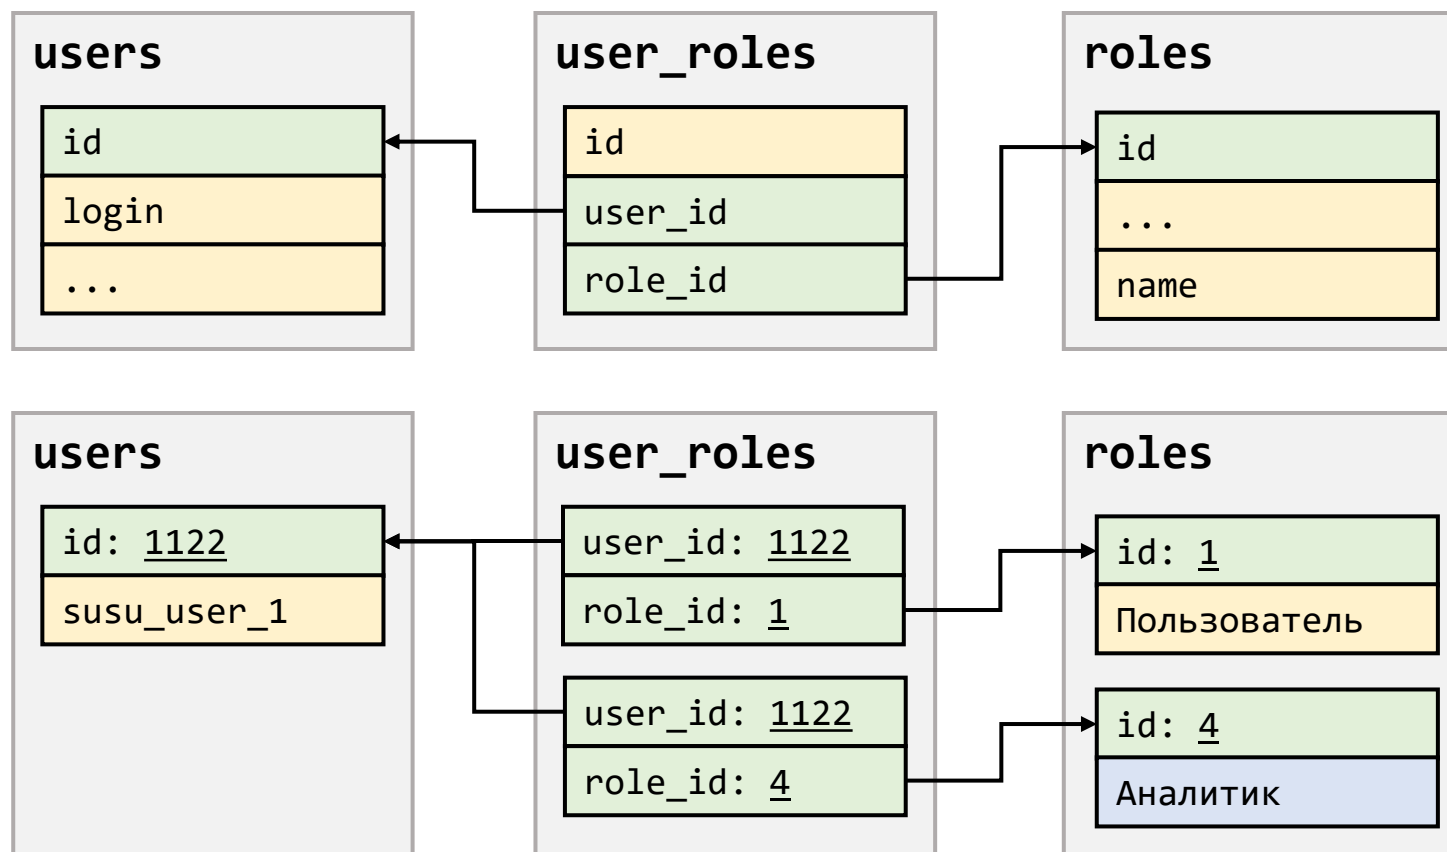 users
id
login
...
user_roles
id
user_id
role_id
roles
id
...
name
users
id: 1122
susu_user_1
user_roles
user_id: 1122
role_id: 1
user_id: 1122
role_id: 4
roles
id: 1
Пользователь
id: 4
Аналитик